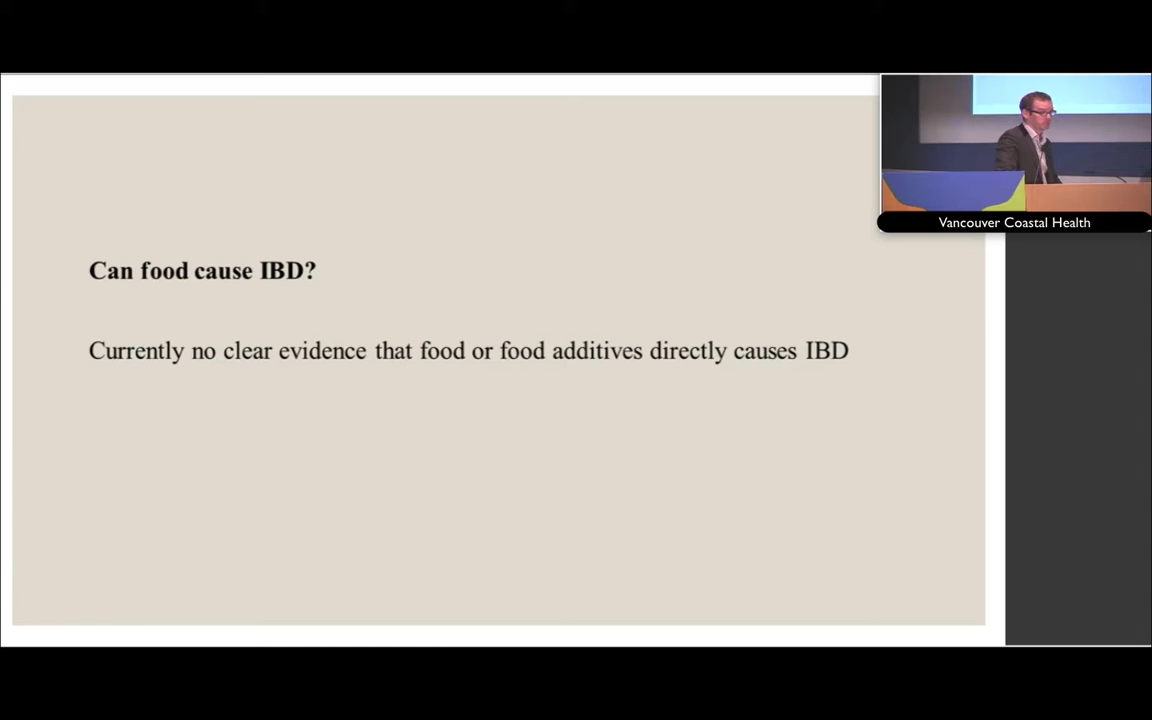 Can food cause IBD?
Currently no clear evidence that food or food additives directly causes IBD
Vancouver Coastal Health